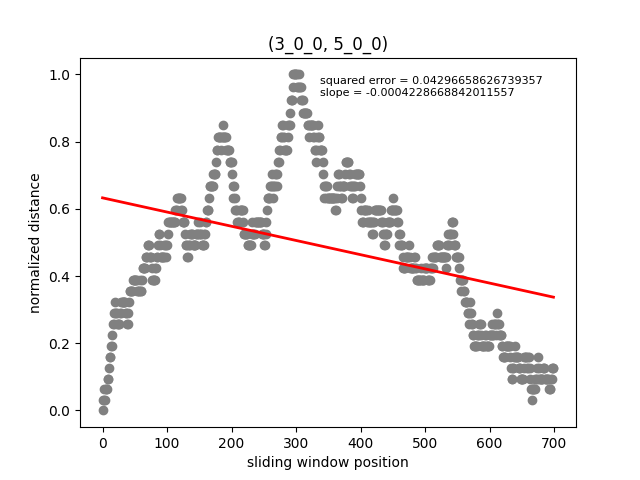 (3_0_0, 5_0_0)
squared error = 0.04296658626739357
slope = -0.0004228668842011557
1.0
0.8
0.6
0.4
0.2
0.0
normalized distance
0 100 200 300 400 500 600 700
sliding window position